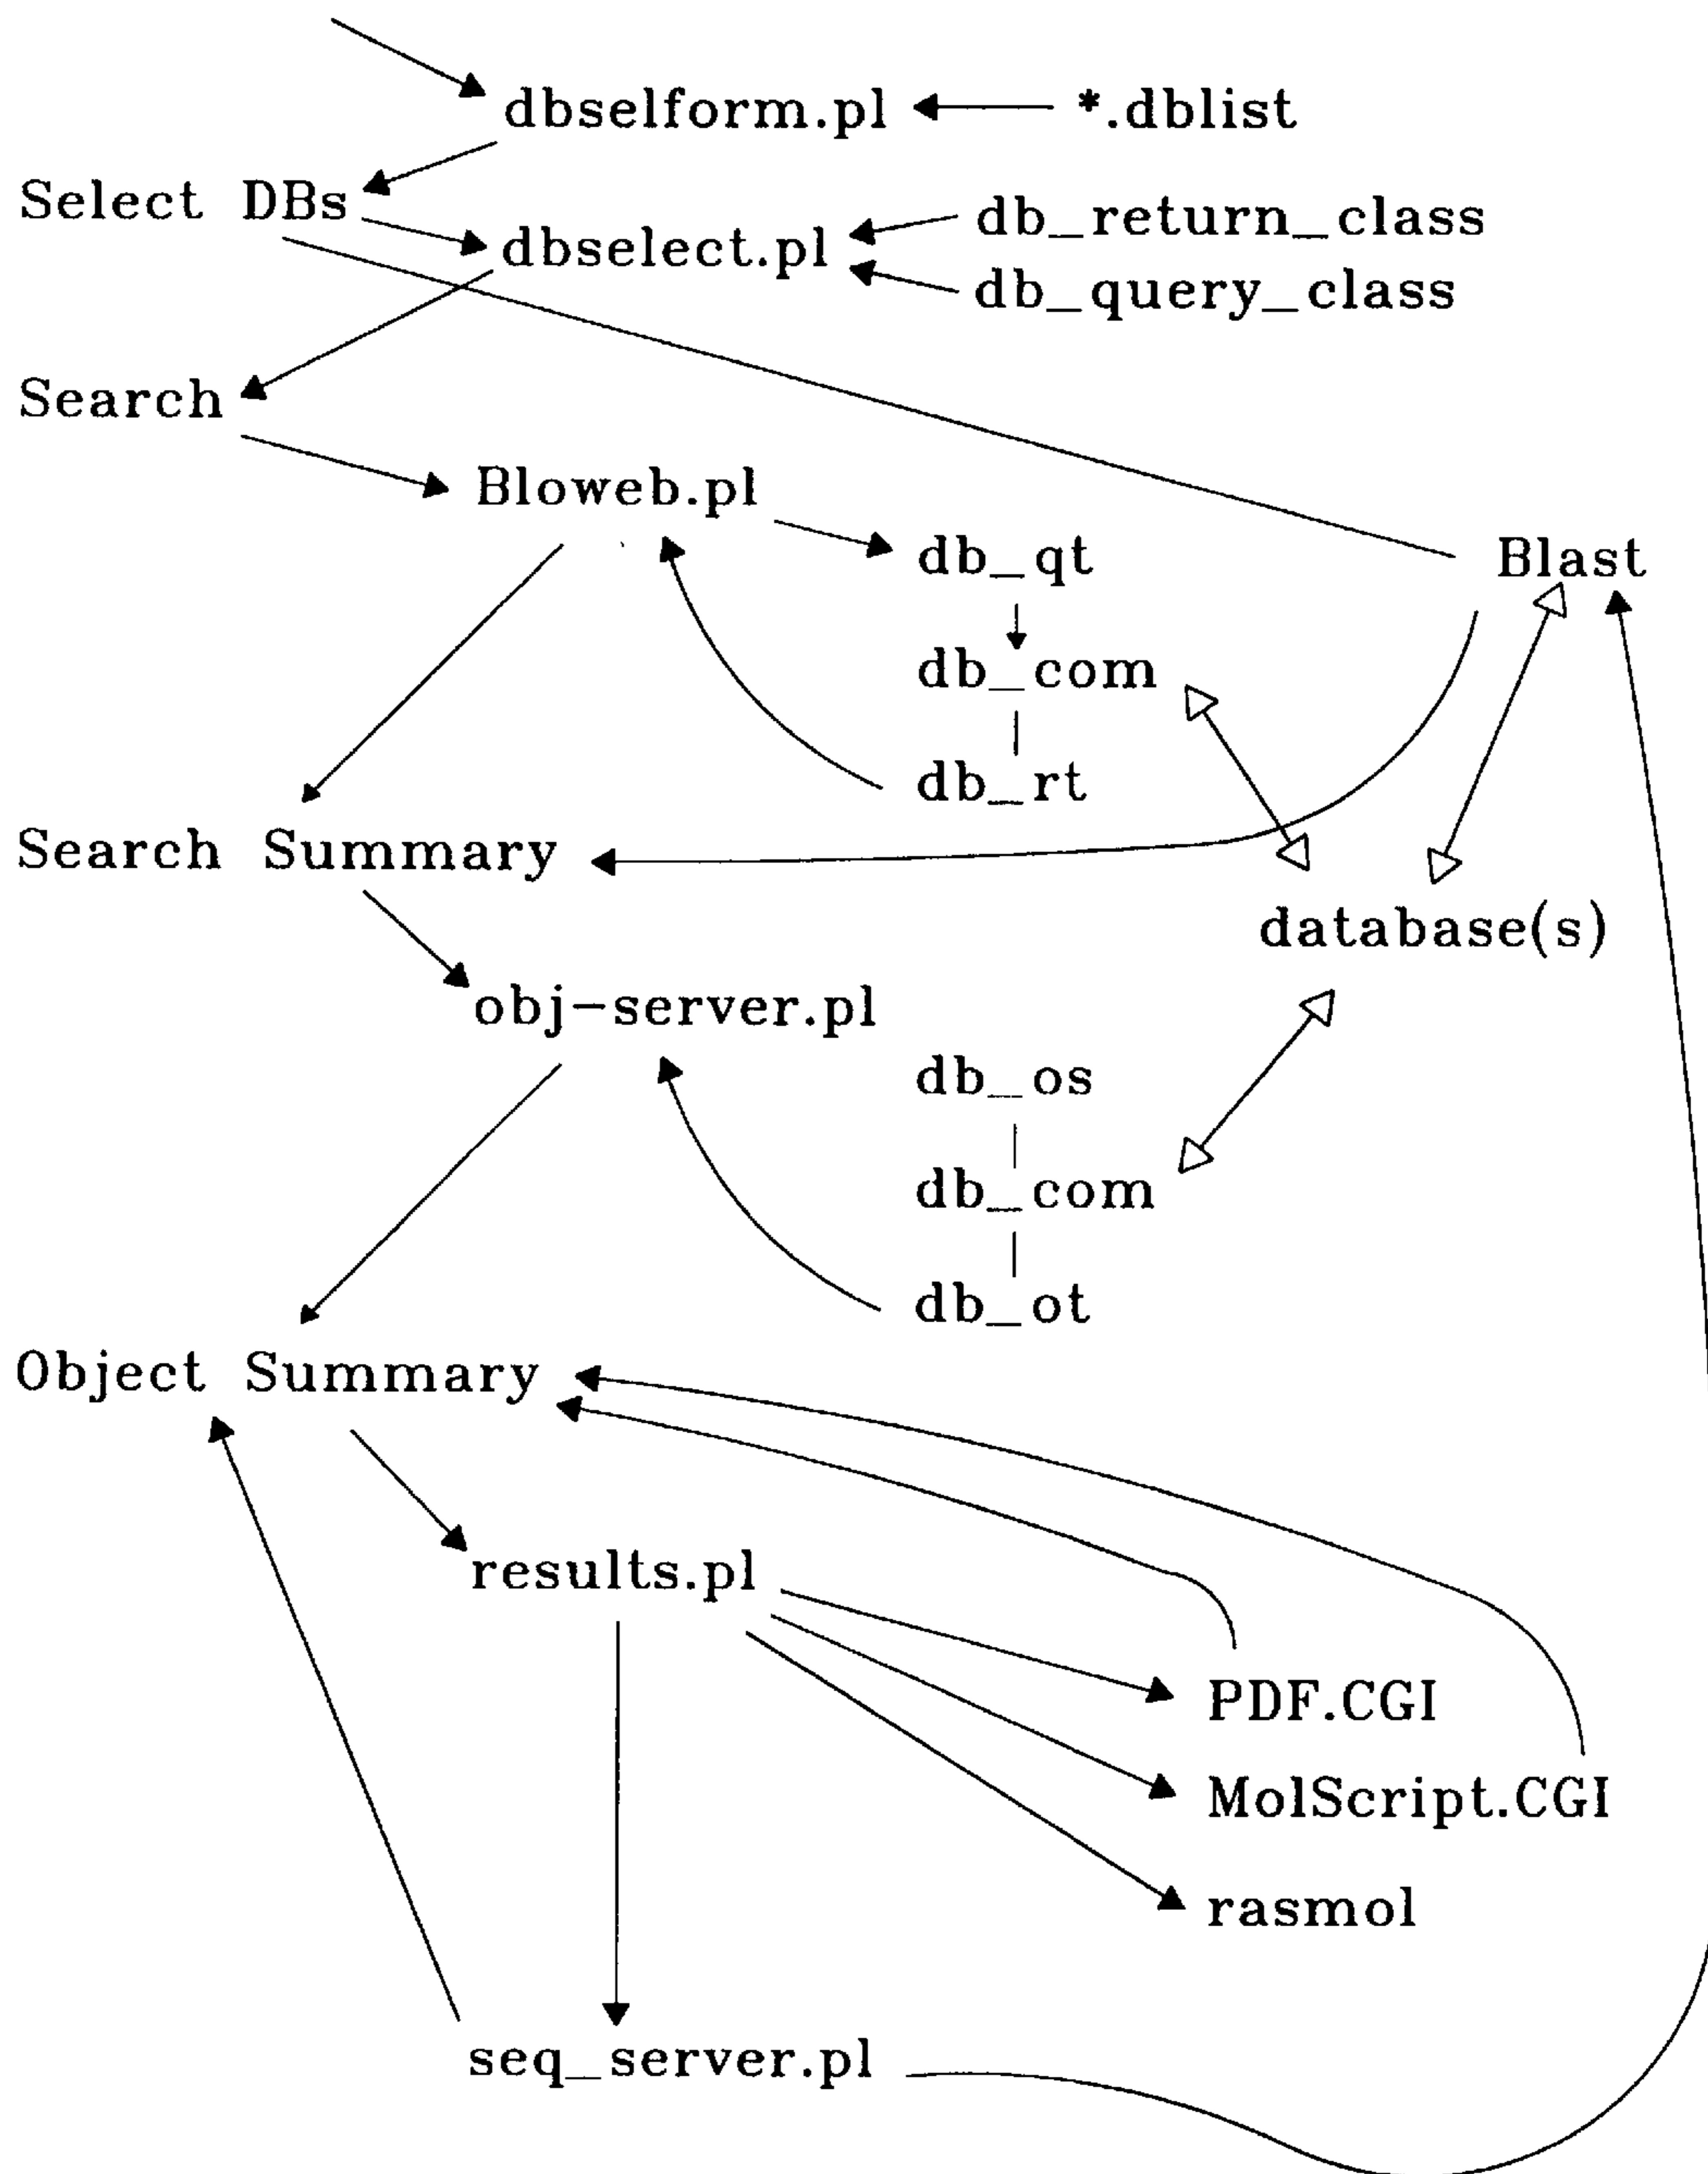 dbselform.pl
*.dblist
Select DBs
dbselect.pl
db_return_class
db_query_class
Search
Bloweb.pl
db_qt
Blast
db_com
db_rt
Search Summary
database(s)
obj-server.pl
db_os
db_com
db_ot
Object Summary
results.pl
PDF.CGI
MolScript.CGI
rasmol
seq_server.pl